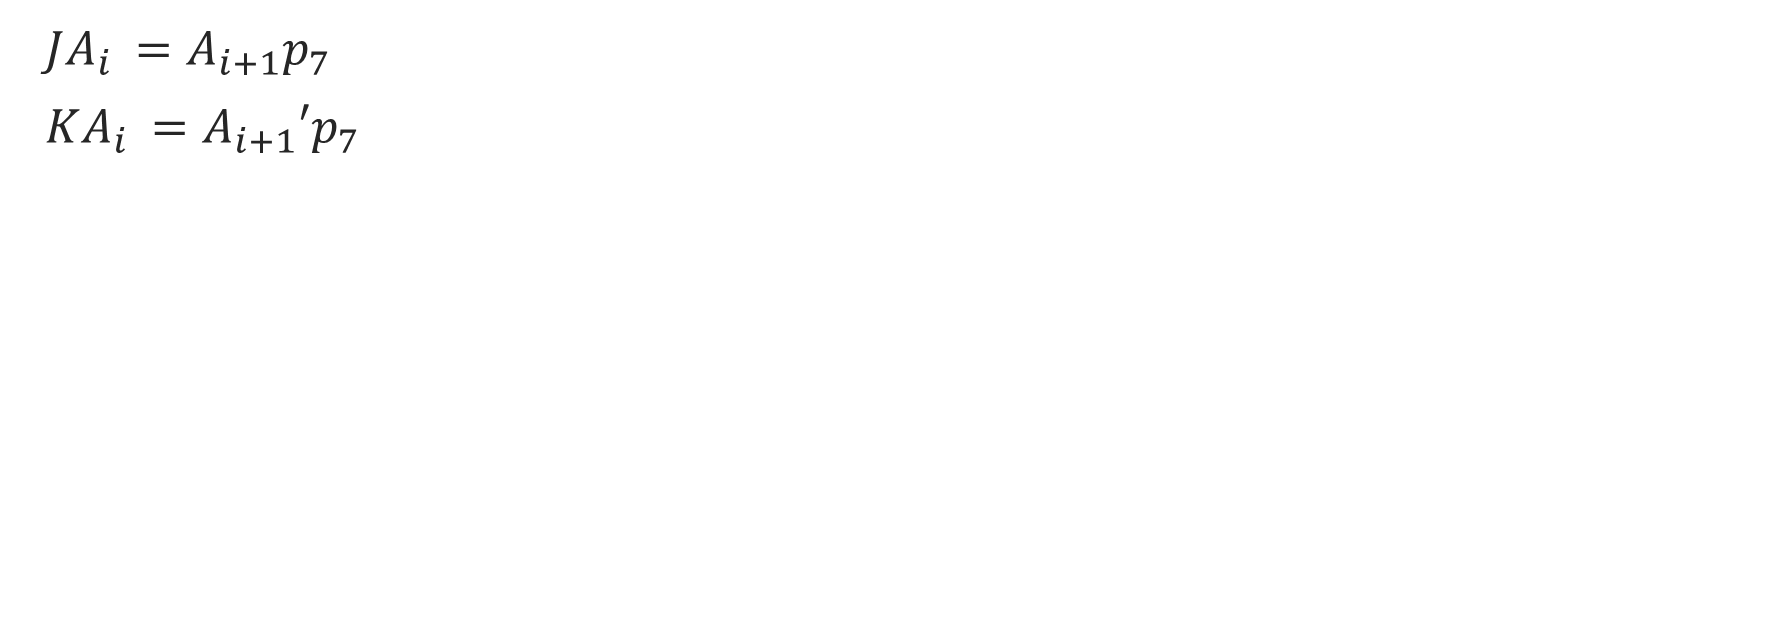 JA_i = A_{i+1}p_7
KA_i = A_{i+1}'p_7